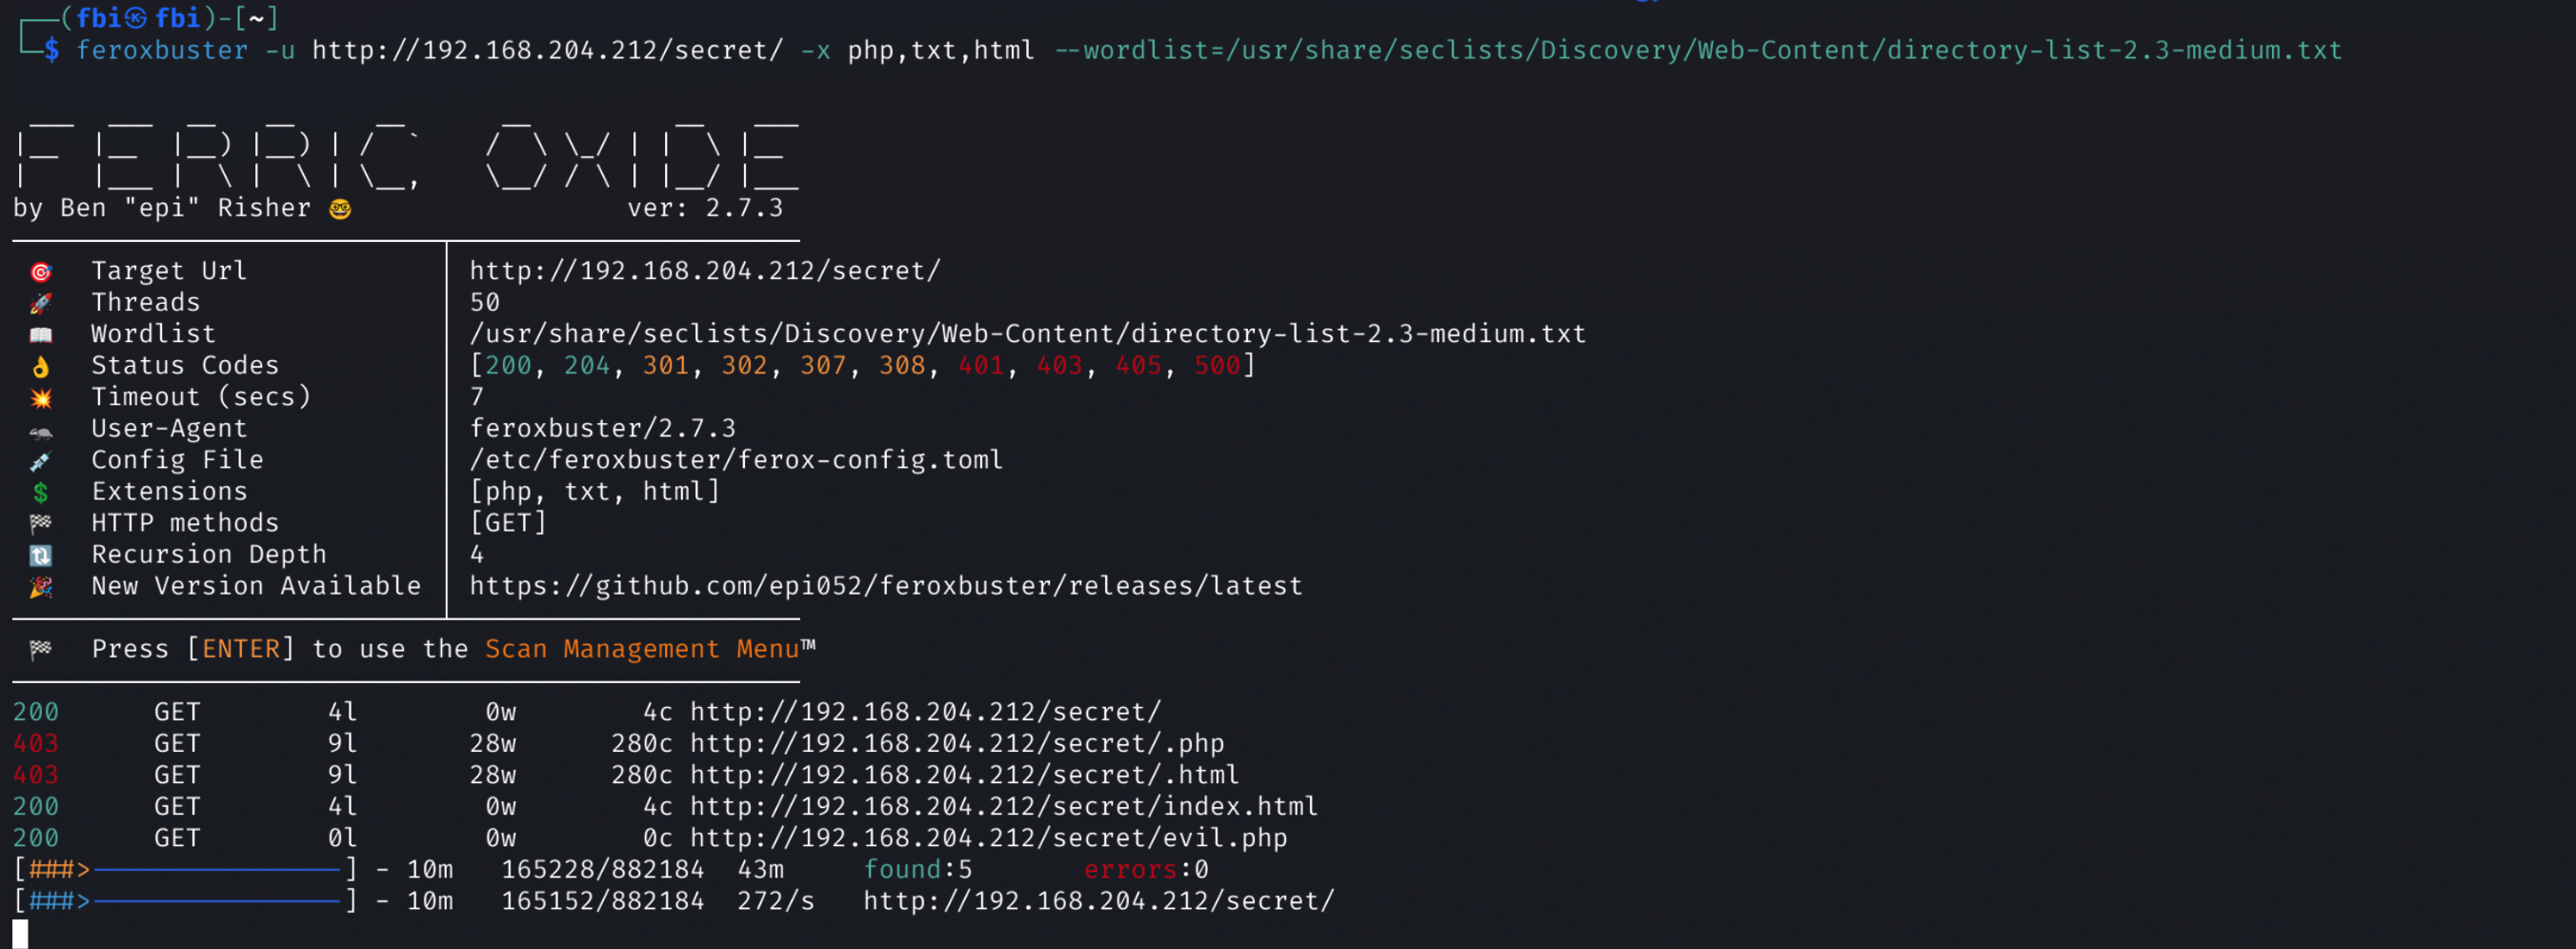 (fbi㉿fbi)-[~]
$ feroxbuster -u http://192.168.204.212/secret/ -x php,txt,html --wordlist=/usr/share/seclists/Discovery/Web-Content/directory-list-2.3-medium.txt
FERRIC OXIDE
by Ben "epi" Risher 🤓 ver: 2.7.3
🎯 Target Url │ http://192.168.204.212/secret/
🚀 Threads │ 50
📖 Wordlist │ /usr/share/seclists/Discovery/Web-Content/directory-list-2.3-medium.txt
👌 Status Codes │ [200, 204, 301, 302, 307, 308, 401, 403, 405, 500]
💥 Timeout (secs) │ 7
🦡 User-Agent │ feroxbuster/2.7.3
💉 Config File │ /etc/feroxbuster/ferox-config.toml
💲 Extensions │ [php, txt, html]
🏁 HTTP methods │ [GET]
🔃 Recursion Depth │ 4
🎉 New Version Available │ https://github.com/epi052/feroxbuster/releases/latest
🏁 Press [ENTER] to use the Scan Management Menu™
200 GET 4l 0w 4c http://192.168.204.212/secret/
403 GET 9l 28w 280c http://192.168.204.212/secret/.php
403 GET 9l 28w 280c http://192.168.204.212/secret/.html
200 GET 4l 0w 4c http://192.168.204.212/secret/index.html
200 GET 0l 0w 0c http://192.168.204.212/secret/evil.php
[###>----------------] - 10m 165228/882184 43m found:5 errors:0
[###>----------------] - 10m 165152/882184 272/s http://192.168.204.212/secret/